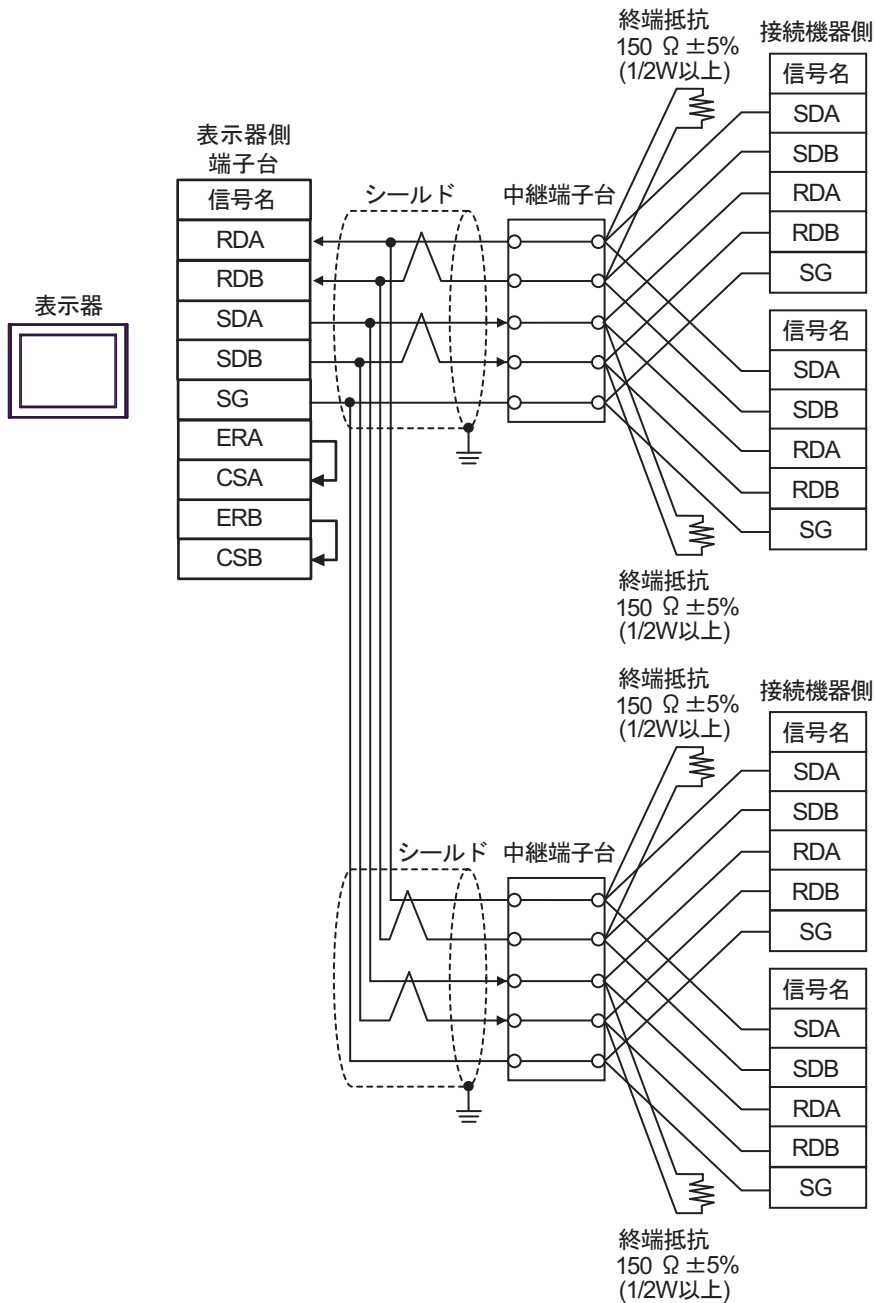 表示器
表示器側
端子台
信号名
RDA
RDB
SDA
SDB
SG
ERA
CSA
ERB
CSB
シールド
中継端子台
終端抵抗
150 Ω ±5%
(1/2W以上)
接続機器側
信号名
SDA
SDB
RDA
RDB
SG
信号名
SDA
SDB
RDA
RDB
SG
終端抵抗
150 Ω ±5%
(1/2W以上)
シールド
中継端子台
終端抵抗
150 Ω ±5%
(1/2W以上)
接続機器側
信号名
SDA
SDB
RDA
RDB
SG
信号名
SDA
SDB
RDA
RDB
SG
終端抵抗
150 Ω ±5%
(1/2W以上)